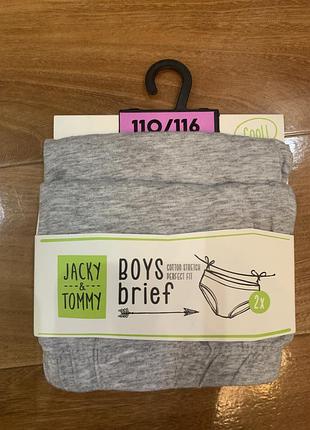 110/116
Cool!
JACKY
&
TOMMY
BOYS
brief
COTTON STRETCH
PERFECT FIT
2x